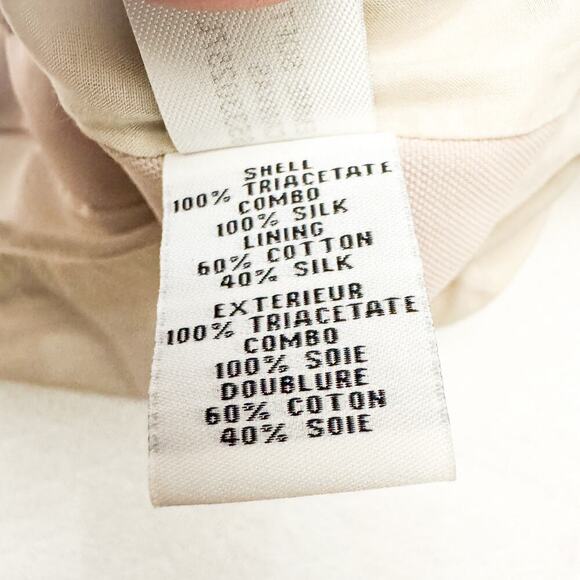 SHELL
100% TRIACETATE
COMBO
100% SILK
LINING
60% COTTON
40% SILK
EXTERIEUR
100% TRIACETATE
COMBO
100% SOIE
DOUBLURE
60% COTON
40% SOIE